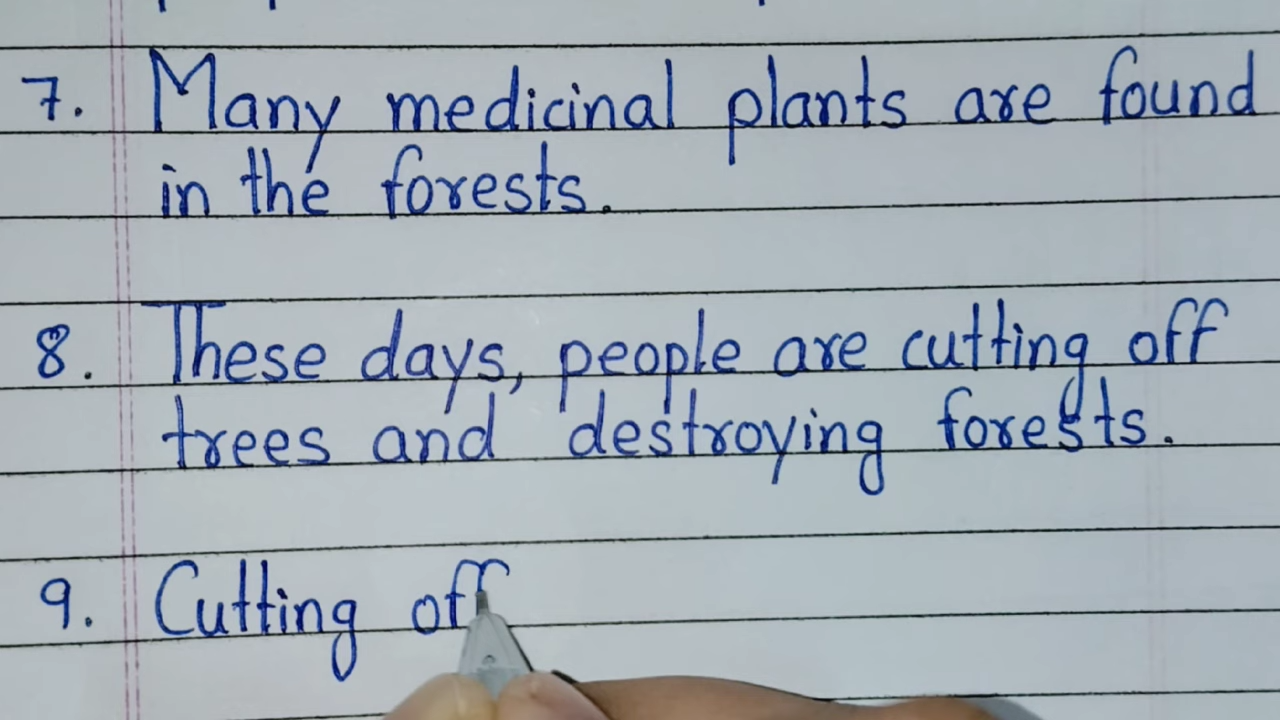 7. Many medicinal plants are found
in the forests.
8. These days, people are cutting off
trees and destroying forests.
9. Cutting off